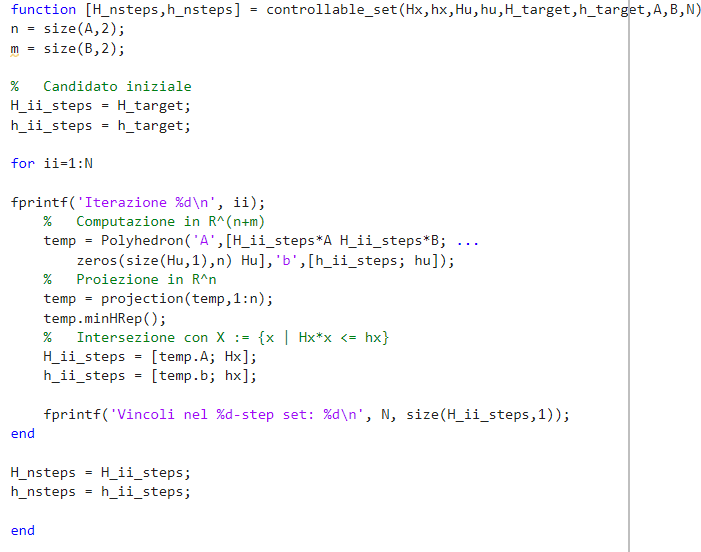 function [H_nsteps,h_nsteps] = controllable_set(Hx,hx,Hu,hu,H_target,h_target,A,B,N)
n = size(A,2);
m = size(B,2);
%   Candidato iniziale
H_ii_steps = H_target;
h_ii_steps = h_target;
for ii=1:N
fprintf('Iterazione %d\n', ii);
%   Computazione in R^(n+m)
temp = Polyhedron('A',[H_ii_steps*A H_ii_steps*B; ...
zeros(size(Hu,1),n) Hu],'b',[h_ii_steps; hu]);
%   Proiezione in R^n
temp = projection(temp,1:n);
temp.minHRep();
%   Intersezione con X := {x | Hx*x <= hx}
H_ii_steps = [temp.A; Hx];
h_ii_steps = [temp.b; hx];
fprintf('Vincoli nel %d-step set: %d\n', N, size(H_ii_steps,1));
end
H_nsteps = H_ii_steps;
h_nsteps = h_ii_steps;
end